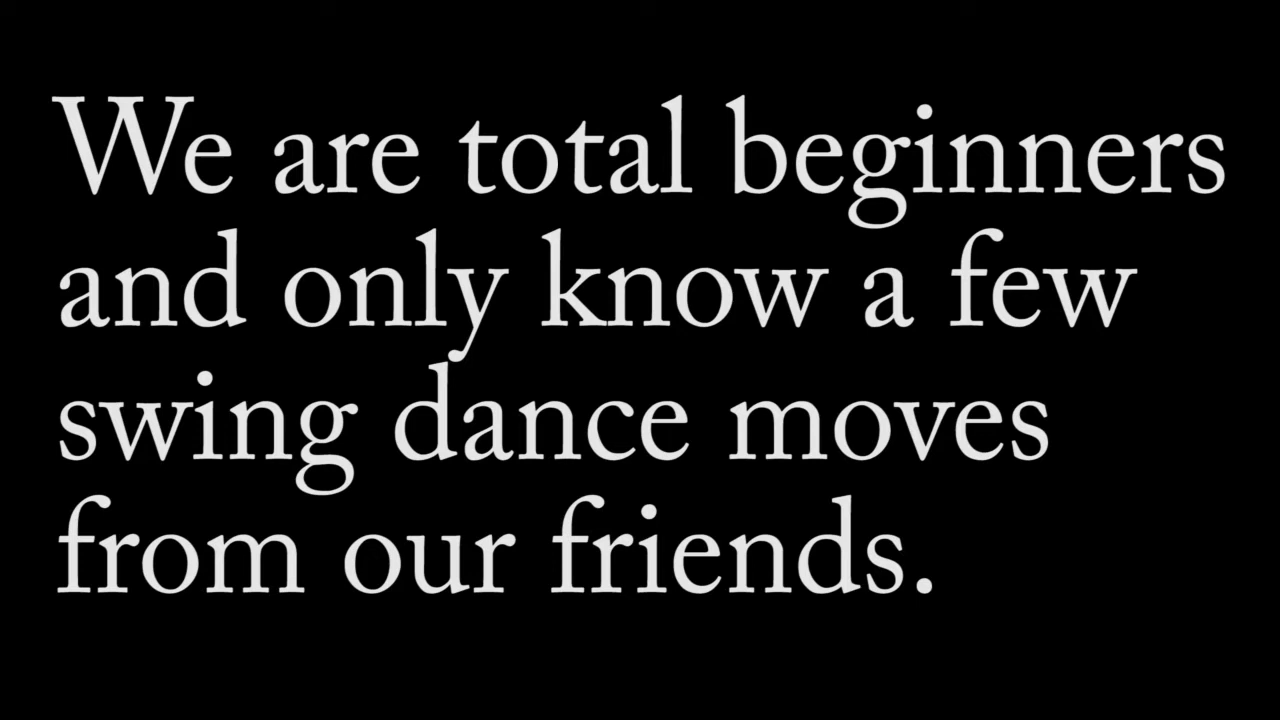 We are total beginners
and only know a few
swing dance moves
from our friends.